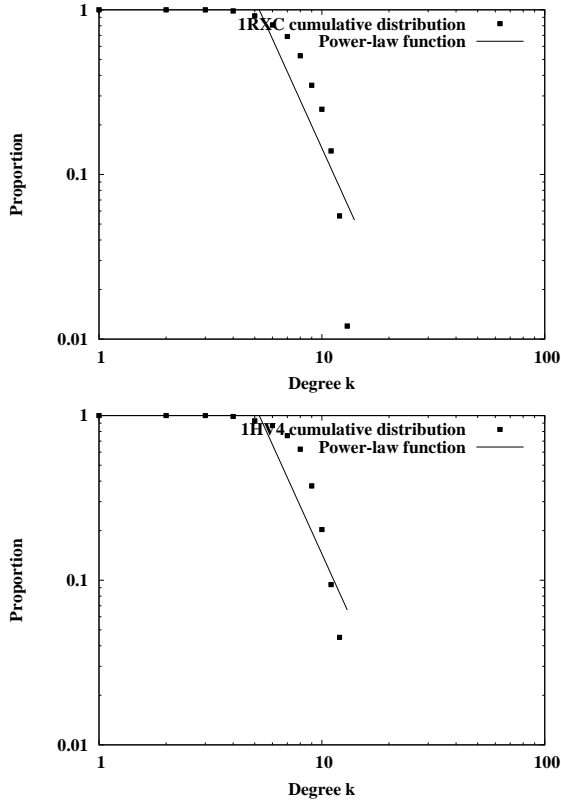 1RXC cumulative distribution
Power-law function
1
0.1
0.01
Proportion
1
10
100
Degree k
1HV4 cumulative distribution
Power-law function
1
0.1
0.01
Proportion
1
10
100
Degree k